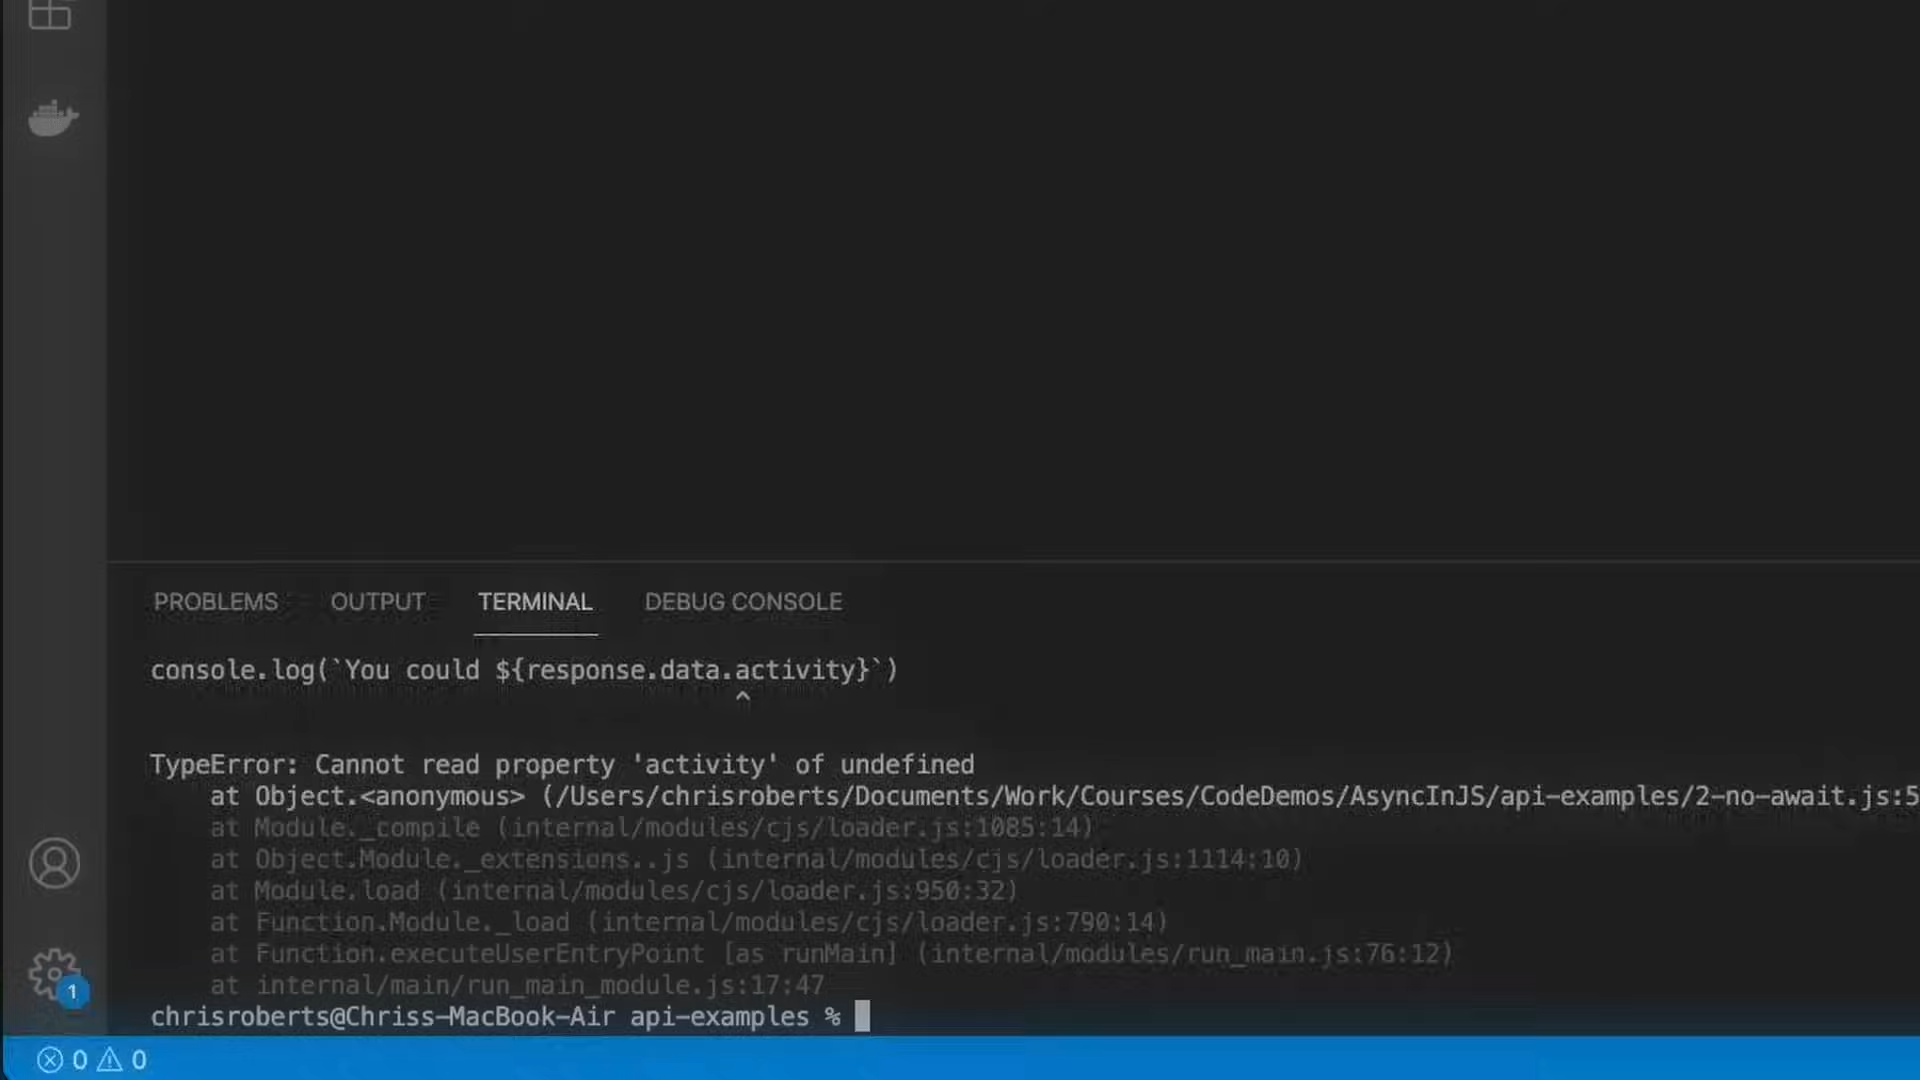 PROBLEMS OUTPUT TERMINAL DEBUG CONSOLE
console.log(`You could ${response.data.activity}`)
^
TypeError: Cannot read property 'activity' of undefined
at Object.<anonymous> (/Users/chrisroberts/Documents/Work/Courses/CodeDemos/AsyncInJS/api-examples/2-no-await.js:5
at Module._compile (internal/modules/cjs/loader.js:1085:14)
at Object.Module._extensions..js (internal/modules/cjs/loader.js:1114:10)
at Module.load (internal/modules/cjs/loader.js:950:32)
at Function.Module._load (internal/modules/cjs/loader.js:790:14)
at Function.executeUserEntryPoint [as runMain] (internal/modules/run_main.js:76:12)
at internal/main/run_main_module.js:17:47
1
chrisroberts@Chriss-MacBook-Air api-examples %
0 0